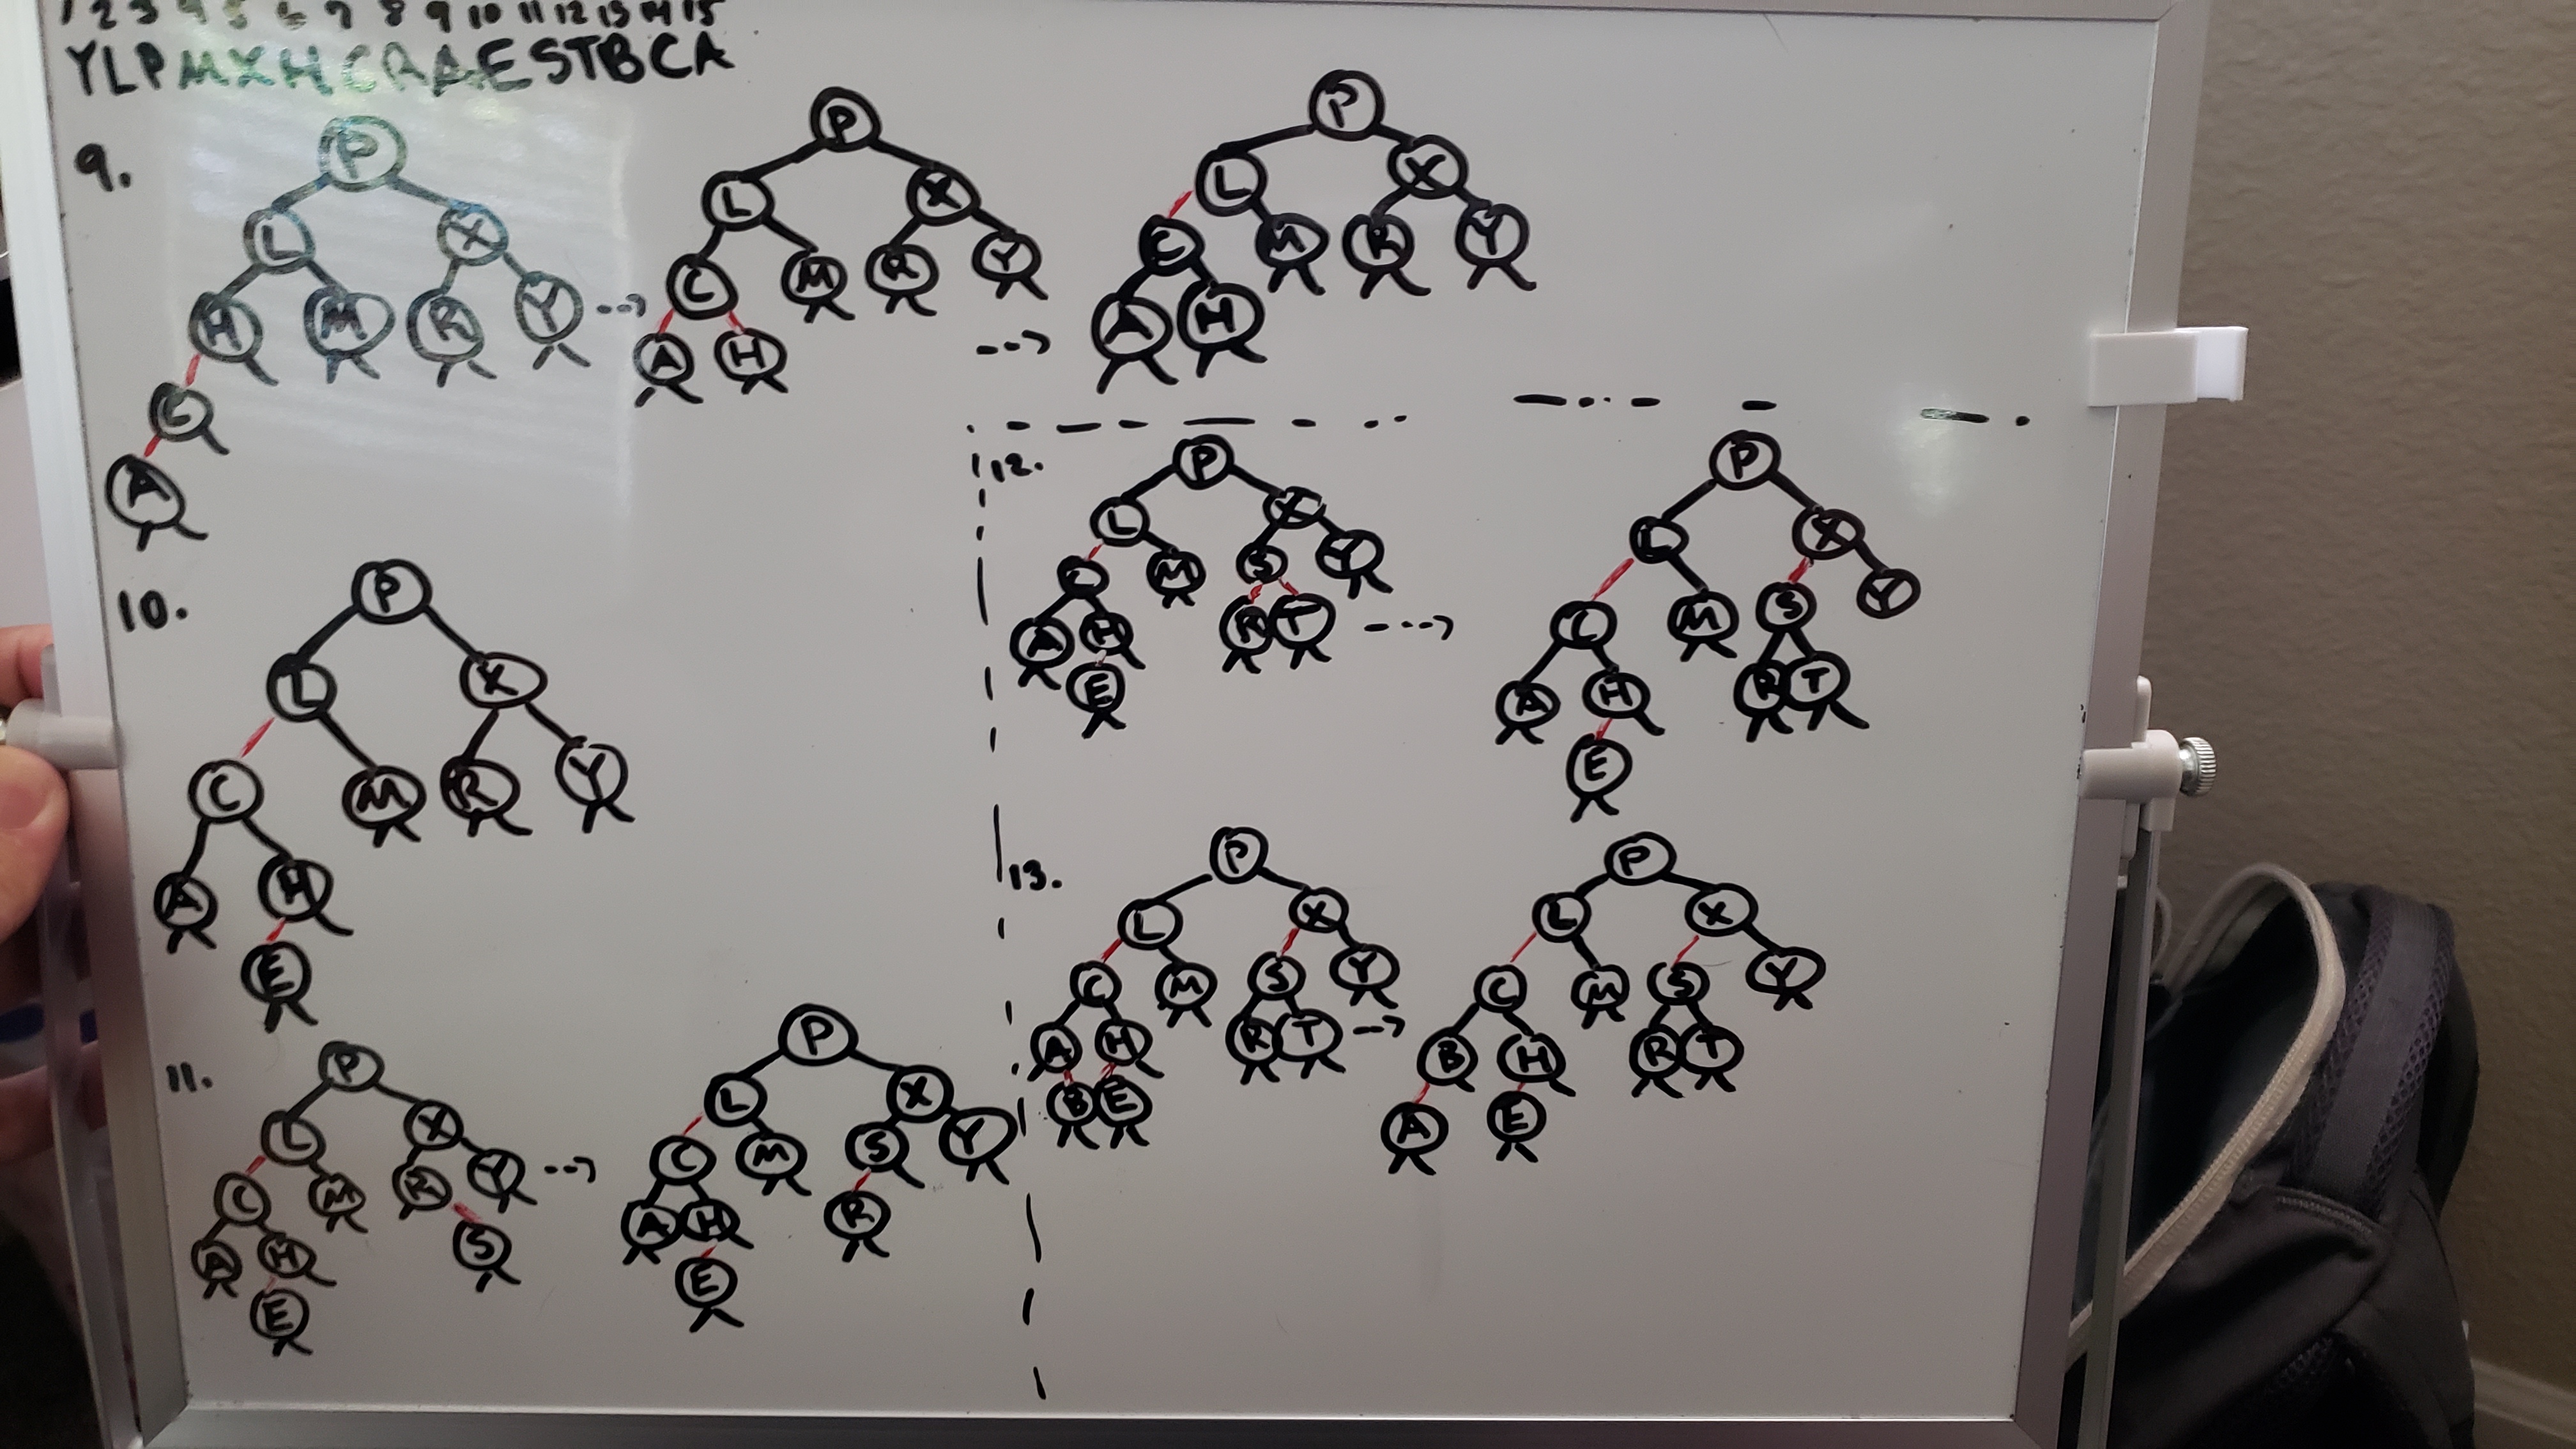 1 2 3 4 5 6 7 8 9 10 11 12 13 14 15
YLPMXHCRAESTBCA
9.
P
L X
H M R Y
C
A
-->
P
L X
C M R Y
A H
-->
P
L X
C M R Y
A H
10.
P
L X
C M R Y
A H
E
11.
P
L X
C M R Y
A H S
E
-->
P
L X
C M S Y
A H R
E
12.
P
L X
C M S Y
A H R T
E
--->
P
L X
C M S Y
A H R T
E
13.
P
L X
C M S Y
A H R T
B E
-->
P
L X
C M S Y
B H R T
A E